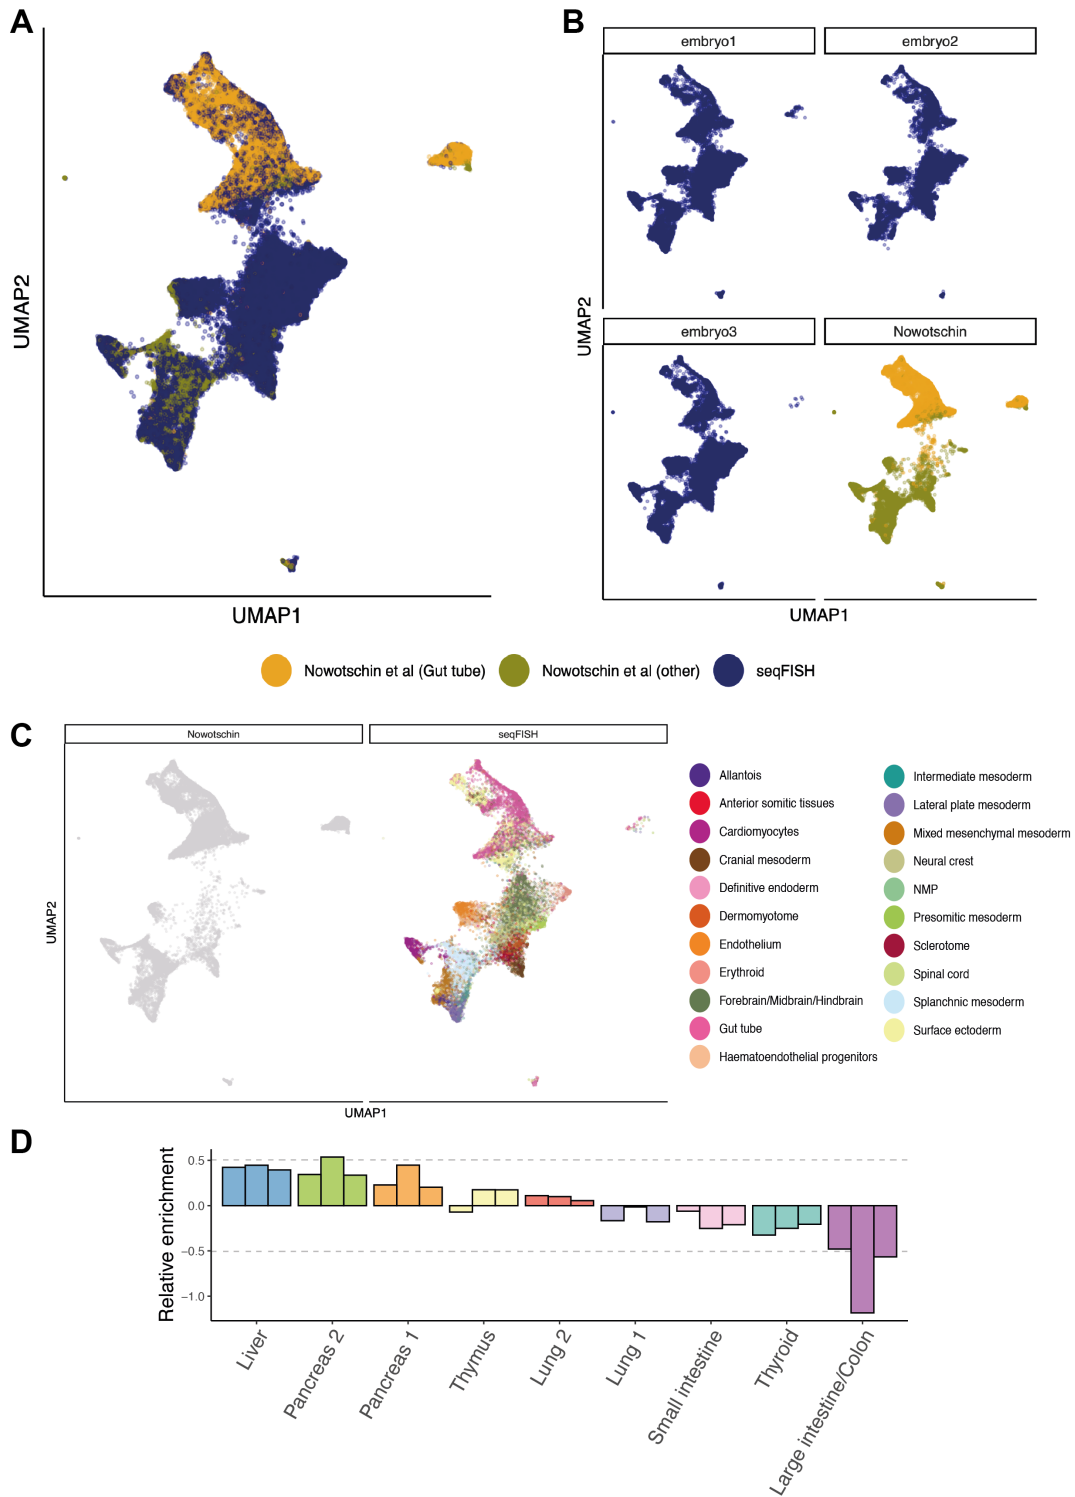 A
B
embryo1
embryo2
embryo3
Nowotschin
UMAP2
UMAP1
UMAP2
UMAP1
Nowotschin et al (Gut tube)
Nowotschin et al (other)
seqFISH
C
Nowotschin
seqFISH
UMAP2
UMAP1
Allantois
Anterior somitic tissues
Cardiomyocytes
Cranial mesoderm
Definitive endoderm
Dermomyotome
Endothelium
Erythroid
Forebrain/Midbrain/Hindbrain
Gut tube
Haematoendothelial progenitors
Intermediate mesoderm
Lateral plate mesoderm
Mixed mesenchymal mesoderm
Neural crest
NMP
Presomitic mesoderm
Sclerotome
Spinal cord
Splanchnic mesoderm
Surface ectoderm
D
Relative enrichment
0.5
0.0
−0.5
−1.0
Liver
Pancreas 2
Pancreas 1
Thymus
Lung 2
Lung 1
Small intestine
Thyroid
Large intestine/Colon